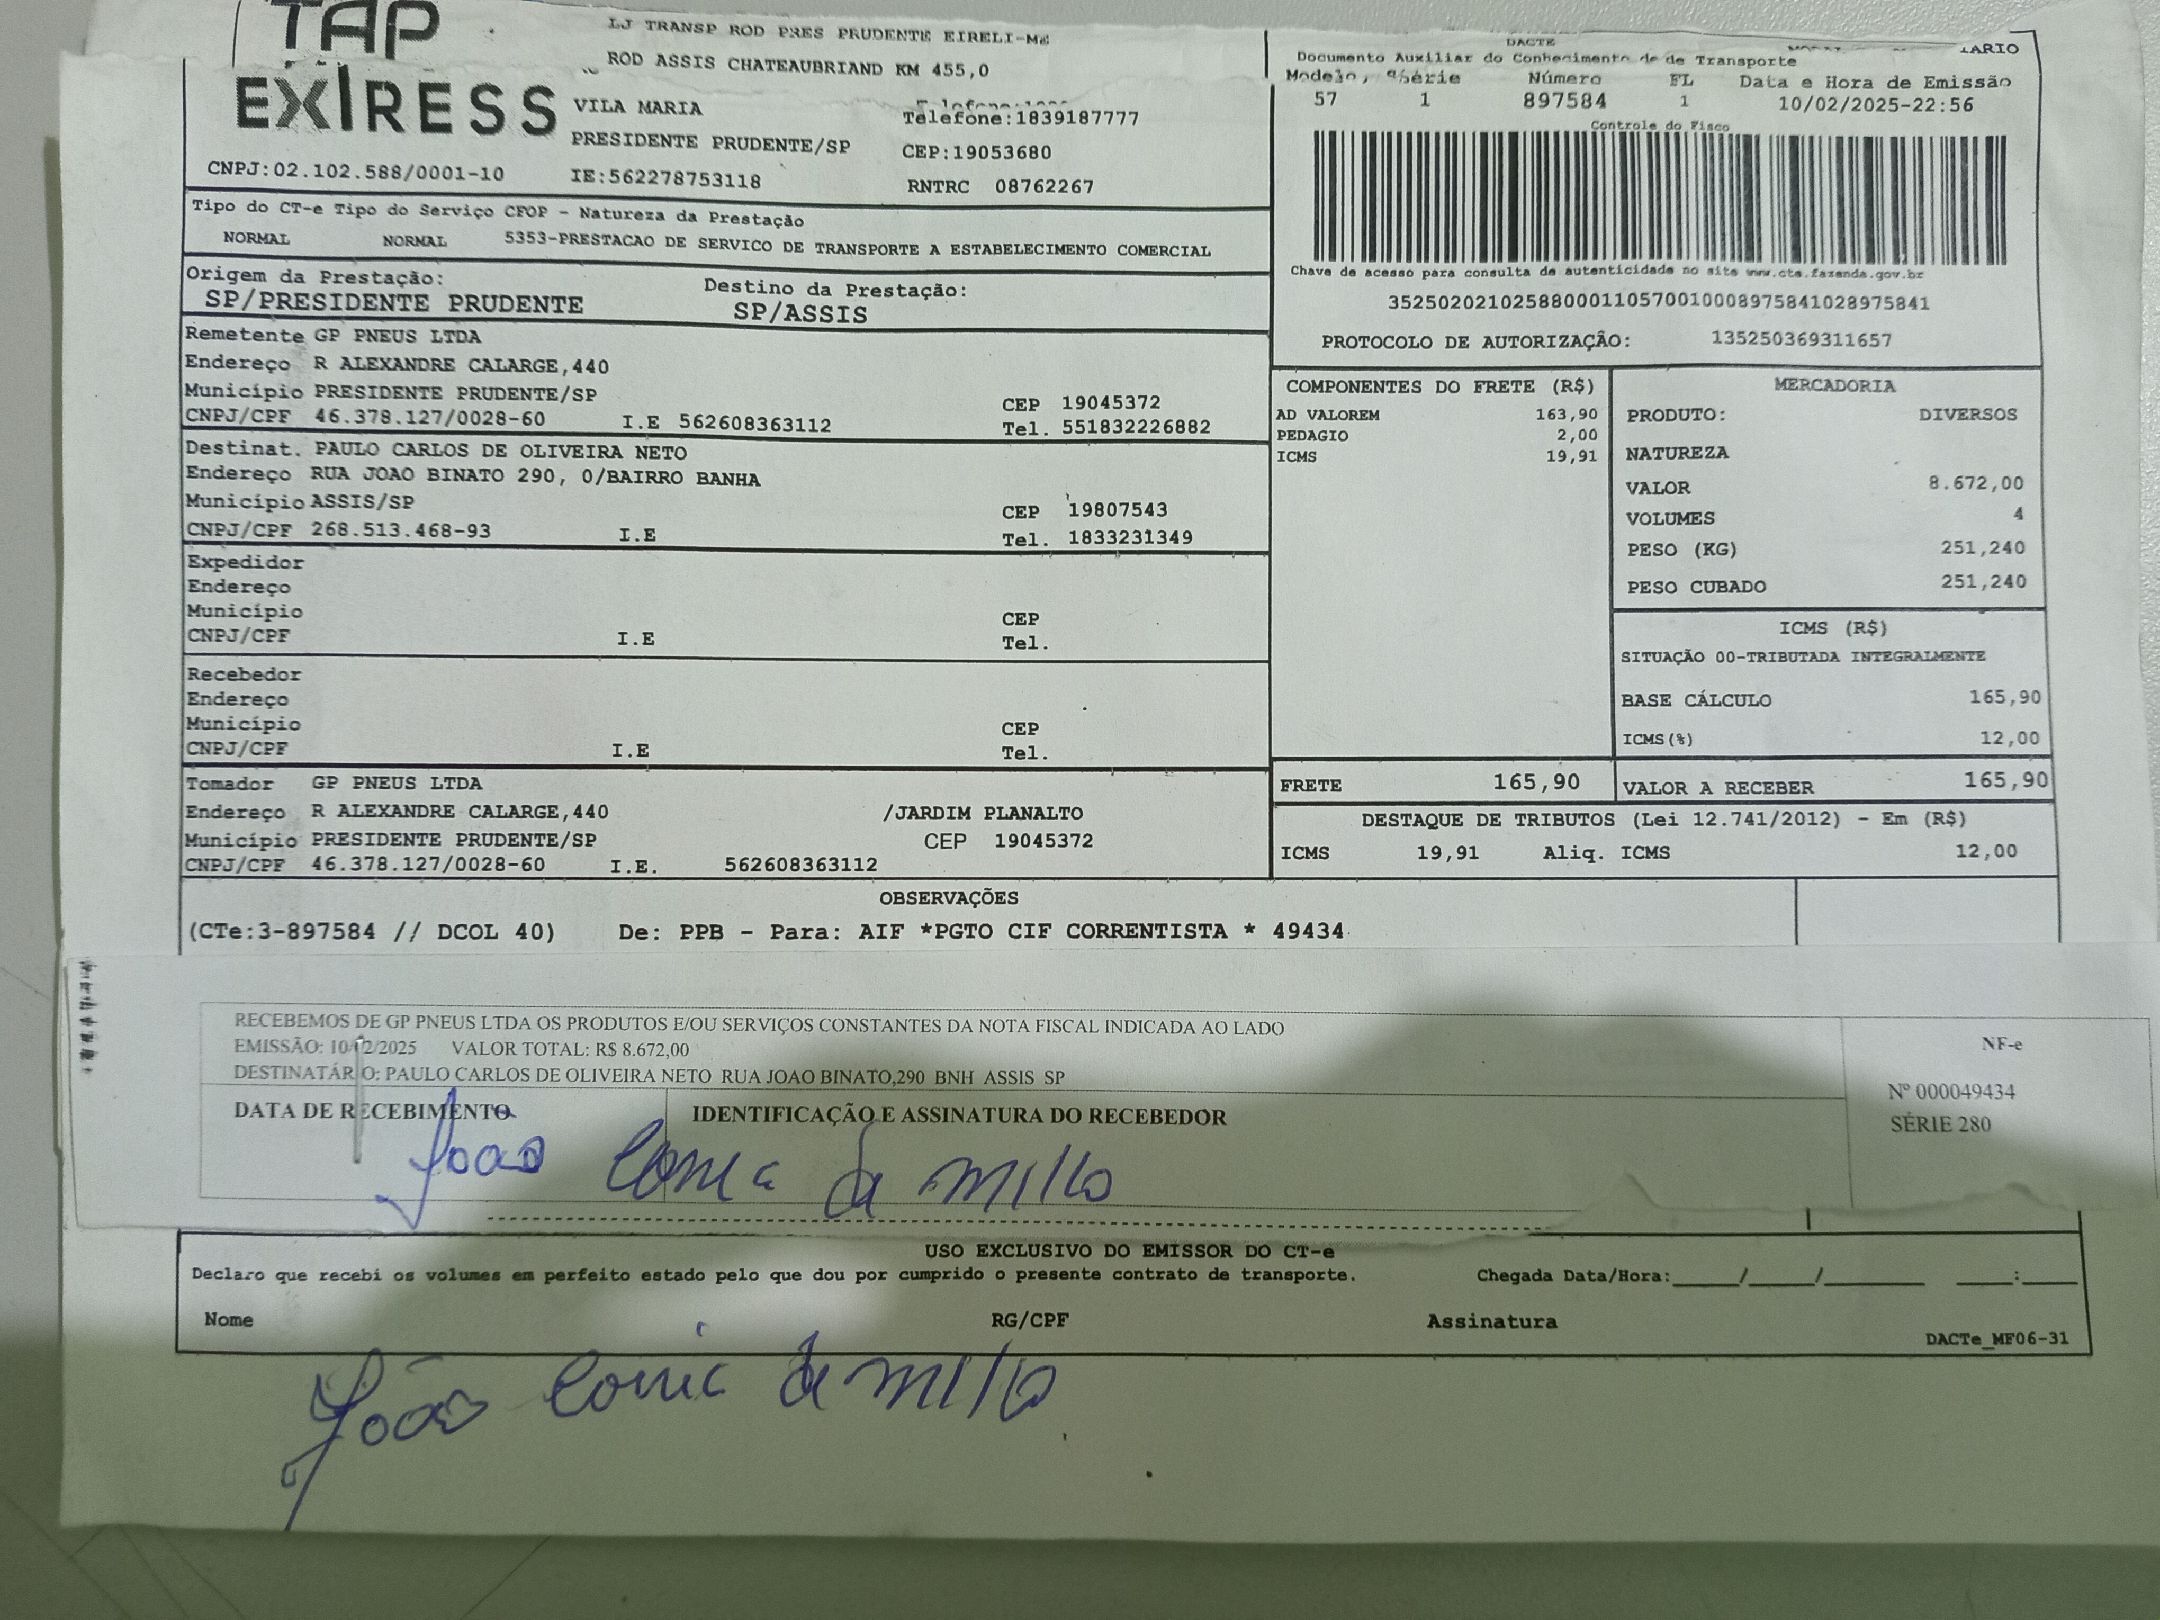 TAP
EXPRESS
LJ TRANSP ROD PRES PRUDENTE EIRELI-ME
ROD ASSIS CHATEAUBRIAND KM 455,0
VILA MARIA
Telefone:1839187777
PRESIDENTE PRUDENTE/SP CEP:19053680
CNPJ:02.102.588/0001-10 IE:562278753118 RNTRC 08762267
DACTE
Documento Auxiliar do Conhecimento de de Transporte
Modelo, Série Número FL Data e Hora de Emissão
57 1 897584 1 10/02/2025-22:56
Controle do Fisco
Chave de acesso para consulta de autenticidade no site www.cte.fazenda.gov.br
35250202102588000110570010008975841028975841
PROTOCOLO DE AUTORIZAÇÃO: 135250369311657
Tipo do CT-e Tipo do Serviço CFOP - Natureza da Prestação
NORMAL NORMAL 5353-PRESTACAO DE SERVICO DE TRANSPORTE A ESTABELECIMENTO COMERCIAL
Origem da Prestação: Destino da Prestação:
SP/PRESIDENTE PRUDENTE SP/ASSIS
Remetente GP PNEUS LTDA
Endereço R ALEXANDRE CALARGE,440
Município PRESIDENTE PRUDENTE/SP CEP 19045372
CNPJ/CPF 46.378.127/0028-60 I.E 562608363112 Tel. 551832226882
Destinat. PAULO CARLOS DE OLIVEIRA NETO
Endereço RUA JOAO BINATO 290, 0/BAIRRO BANHA
Município ASSIS/SP CEP 19807543
CNPJ/CPF 268.513.468-93 I.E Tel. 1833231349
Expedidor
Endereço
Município CEP
CNPJ/CPF I.E Tel.
Recebedor
Endereço
Município CEP
CNPJ/CPF I.E Tel.
Tomador GP PNEUS LTDA
Endereço R ALEXANDRE CALARGE,440 /JARDIM PLANALTO
Município PRESIDENTE PRUDENTE/SP CEP 19045372
CNPJ/CPF 46.378.127/0028-60 I.E. 562608363112
COMPONENTES DO FRETE (R$)
AD VALOREM 163,90
PEDAGIO 2,00
ICMS 19,91
MERCADORIA
PRODUTO: DIVERSOS
NATUREZA
VALOR 8.672,00
VOLUMES 4
PESO (KG) 251,240
PESO CUBADO 251,240
ICMS (R$)
SITUAÇÃO 00-TRIBUTADA INTEGRALMENTE
BASE CÁLCULO 165,90
ICMS(%) 12,00
FRETE 165,90 VALOR A RECEBER 165,90
DESTAQUE DE TRIBUTOS (Lei 12.741/2012) - Em (R$)
ICMS 19,91 Aliq. ICMS 12,00
OBSERVAÇÕES
(CTe:3-897584 // DCOL 40) De: PPB - Para: AIF *PGTO CIF CORRENTISTA * 49434
RECEBEMOS DE GP PNEUS LTDA OS PRODUTOS E/OU SERVIÇOS CONSTANTES DA NOTA FISCAL INDICADA AO LADO
EMISSÃO: 10/12/2025 VALOR TOTAL: R$ 8.672,00
DESTINATÁRIO: PAULO CARLOS DE OLIVEIRA NETO RUA JOAO BINATO,290 BNH ASSIS SP
DATA DE RECEBIMENTO IDENTIFICAÇÃO E ASSINATURA DO RECEBEDOR
NF-e
Nº 000049434
SÉRIE 280
João
USO EXCLUSIVO DO EMISSOR DO CT-e
Declaro que recebi os volumes em perfeito estado pelo que dou por cumprido o presente contrato de transporte. Chegada Data/Hora:____/____/______ ____:____
Nome RG/CPF Assinatura
DACTe_MF06-31
João